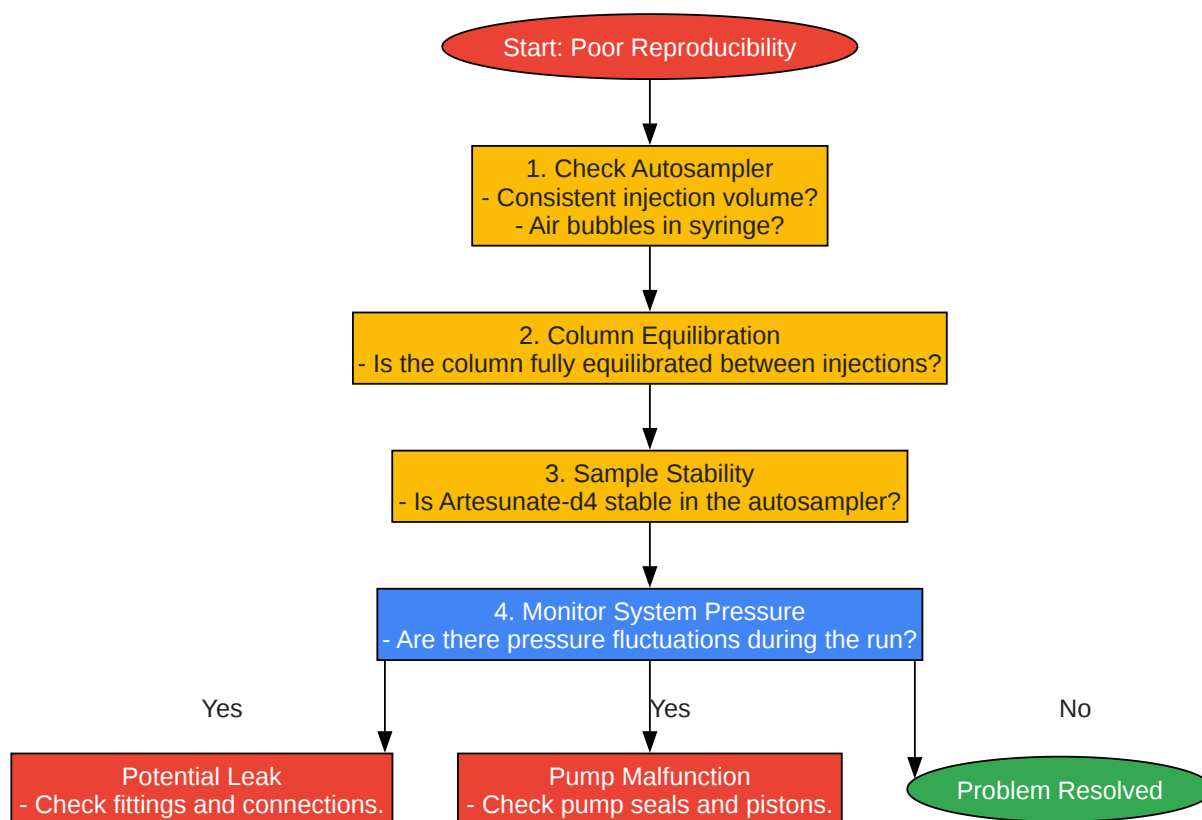 Start: Poor Reproducibility
1. Check Autosampler
- Consistent injection volume?
- Air bubbles in syringe?
2. Column Equilibration
- Is the column fully equilibrated between injections?
3. Sample Stability
- Is Artesunate-d4 stable in the autosampler?
4. Monitor System Pressure
- Are there pressure fluctuations during the run?
Yes
Yes
No
Potential Leak
- Check fittings and connections.
Pump Malfunction
- Check pump seals and pistons.
Problem Resolved